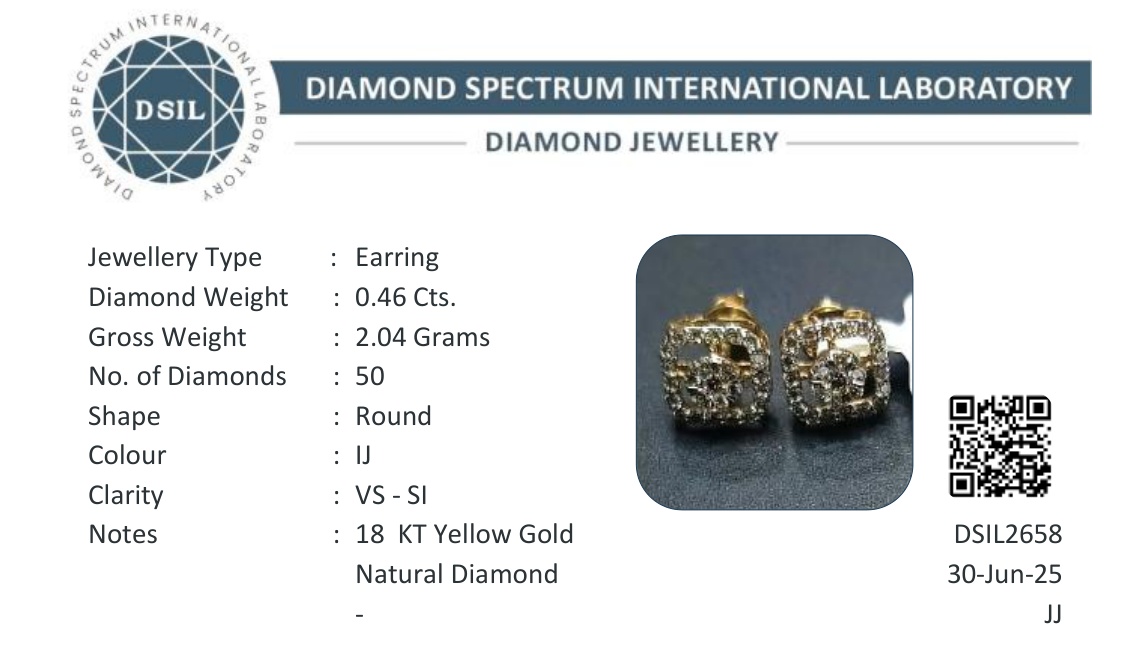 DIAMOND SPECTRUM INTERNATIONAL LABORATORY
DSIL
DIAMOND SPECTRUM INTERNATIONAL LABORATORY
DIAMOND JEWELLERY
Jewellery Type : Earring
Diamond Weight : 0.46 Cts.
Gross Weight : 2.04 Grams
No. of Diamonds : 50
Shape : Round
Colour : IJ
Clarity : VS - SI
Notes : 18 KT Yellow Gold
Natural Diamond
-
DSIL2658
30-Jun-25
JJ